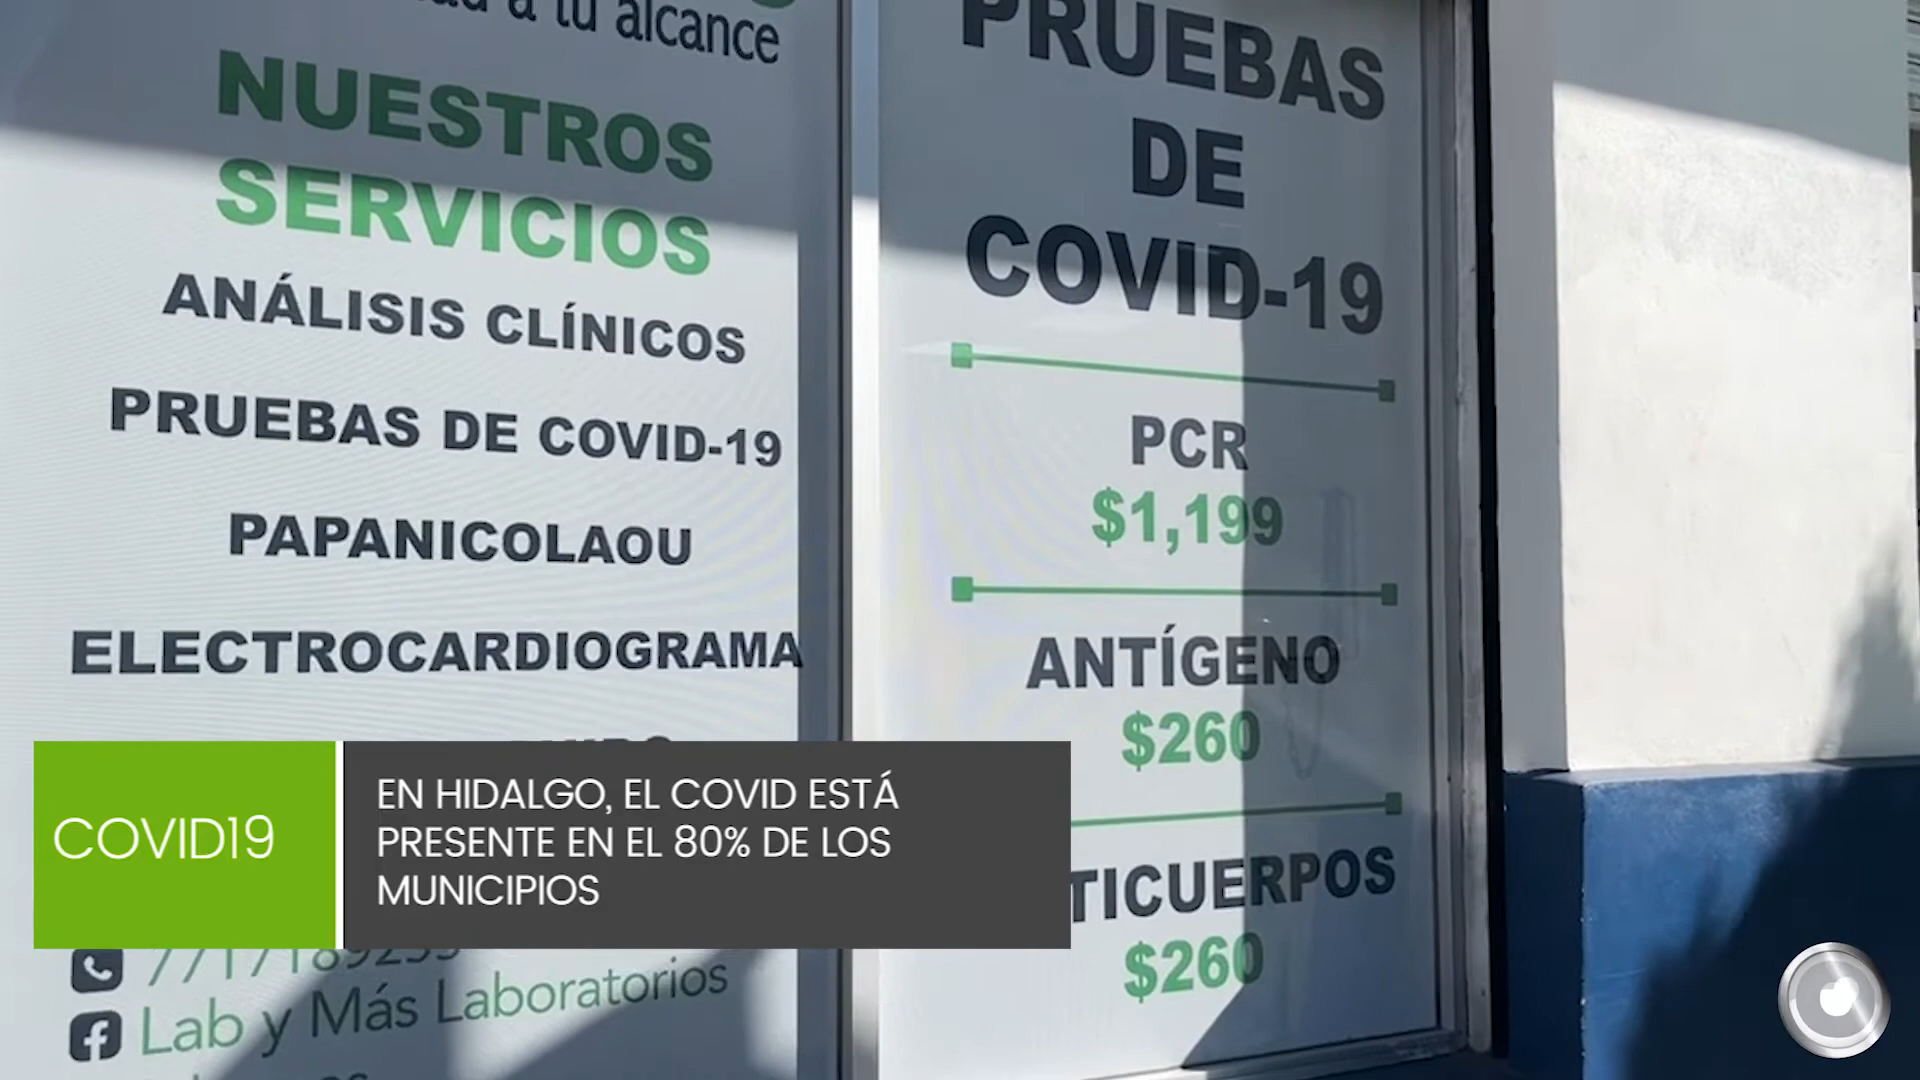 a tu alcance
NUESTROS
SERVICIOS
ANÁLISIS CLÍNICOS
PRUEBAS DE COVID-19
PAPANICOLAOU
ELECTROCARDIOGRAMA
Lab y Más Laboratorios
PRUEBAS
DE
COVID-19
PCR
$1,199
ANTÍGENO
$260
TICUERPOS
$260
COVID19
EN HIDALGO, EL COVID ESTÁ
PRESENTE EN EL 80% DE LOS
MUNICIPIOS